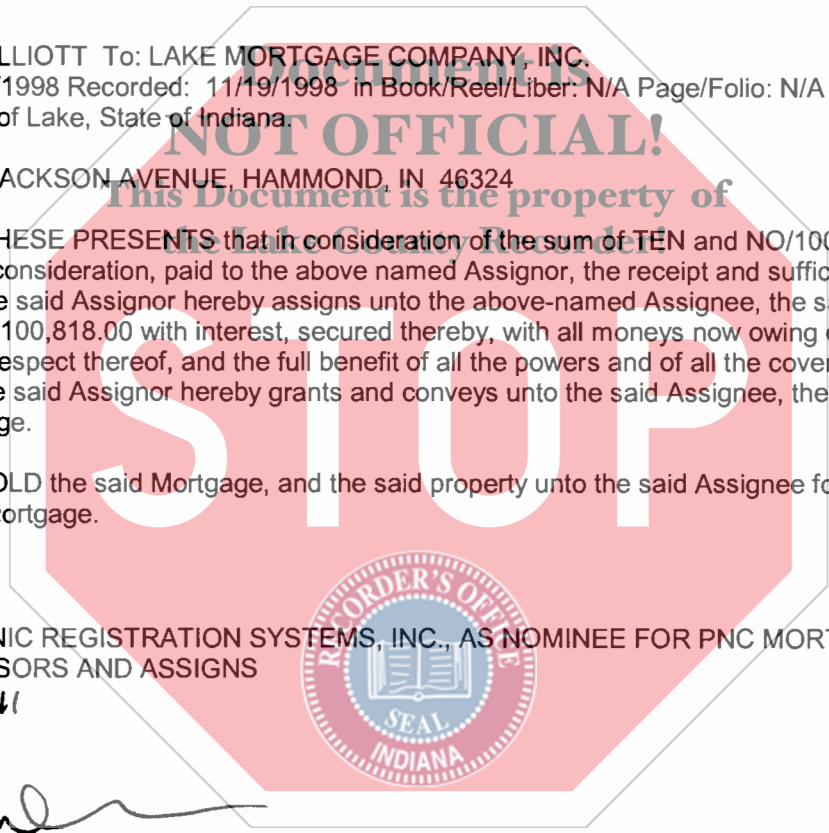 LLIOTT To: LAKE MORTGAGE COMPANY, INC.
Document is
/1998 Recorded: 11/19/1998 in Book/Reel/Liber: N/A Page/Folio: N/A
of Lake, State of Indiana.
NOT OFFICIAL!
ACKSON AVENUE, HAMMOND, IN 46324
This Document is the property of
the Lake County Recorder!
HESE PRESENTS that in consideration of the sum of TEN and NO/100
consideration, paid to the above named Assignor, the receipt and suffic
e said Assignor hereby assigns unto the above-named Assignee, the sa
100,818.00 with interest, secured thereby, with all moneys now owing
espect thereof, and the full benefit of all the powers and of all the cover
e said Assignor hereby grants and conveys unto the said Assignee, the
ge.
STOP
OLD the said Mortgage, and the said property unto the said Assignee fo
ortgage.
RECORDER'S OFFICE
SEAL
INDIANA
NIC REGISTRATION SYSTEMS, INC., AS NOMINEE FOR PNC MORT
SORS AND ASSIGNS